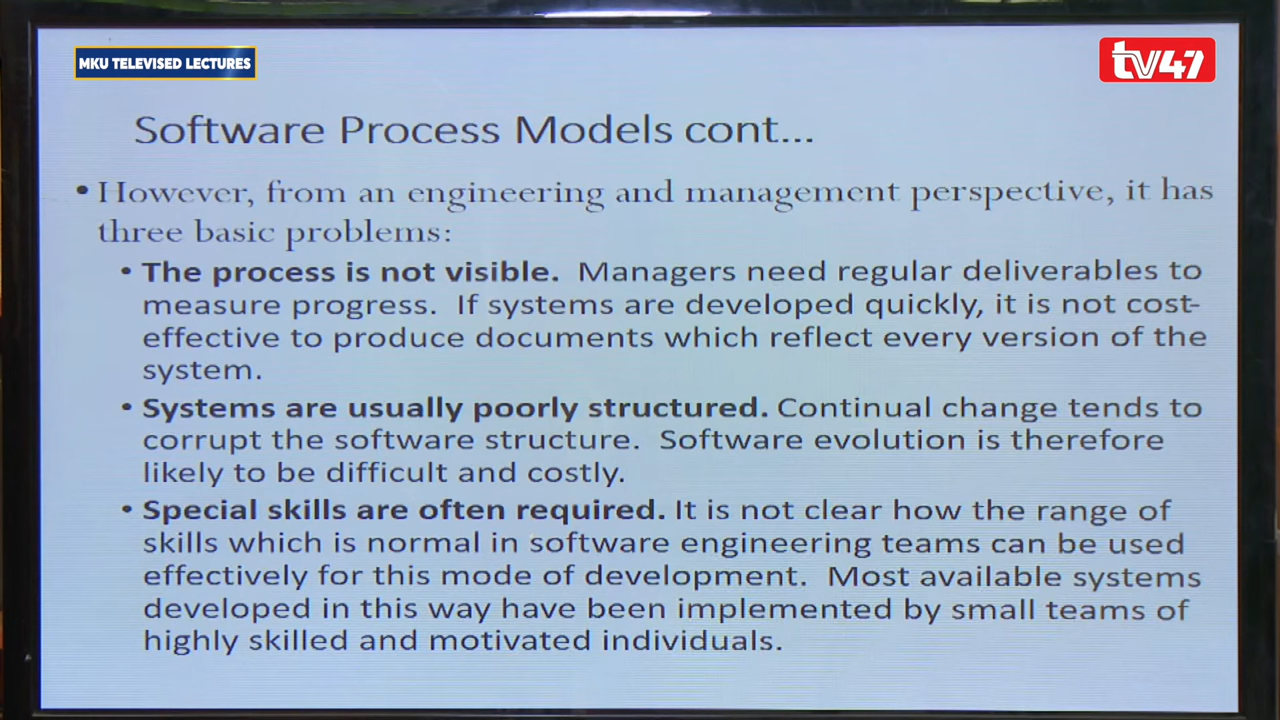 MKU TELEVISED LECTURES
tv47
Software Process Models cont...
• However, from an engineering and management perspective, it has
three basic problems:
• The process is not visible. Managers need regular deliverables to
measure progress. If systems are developed quickly, it is not cost-
effective to produce documents which reflect every version of the
system.
• Systems are usually poorly structured. Continual change tends to
corrupt the software structure. Software evolution is therefore
likely to be difficult and costly.
• Special skills are often required. It is not clear how the range of
skills which is normal in software engineering teams can be used
effectively for this mode of development. Most available systems
developed in this way have been implemented by small teams of
highly skilled and motivated individuals.